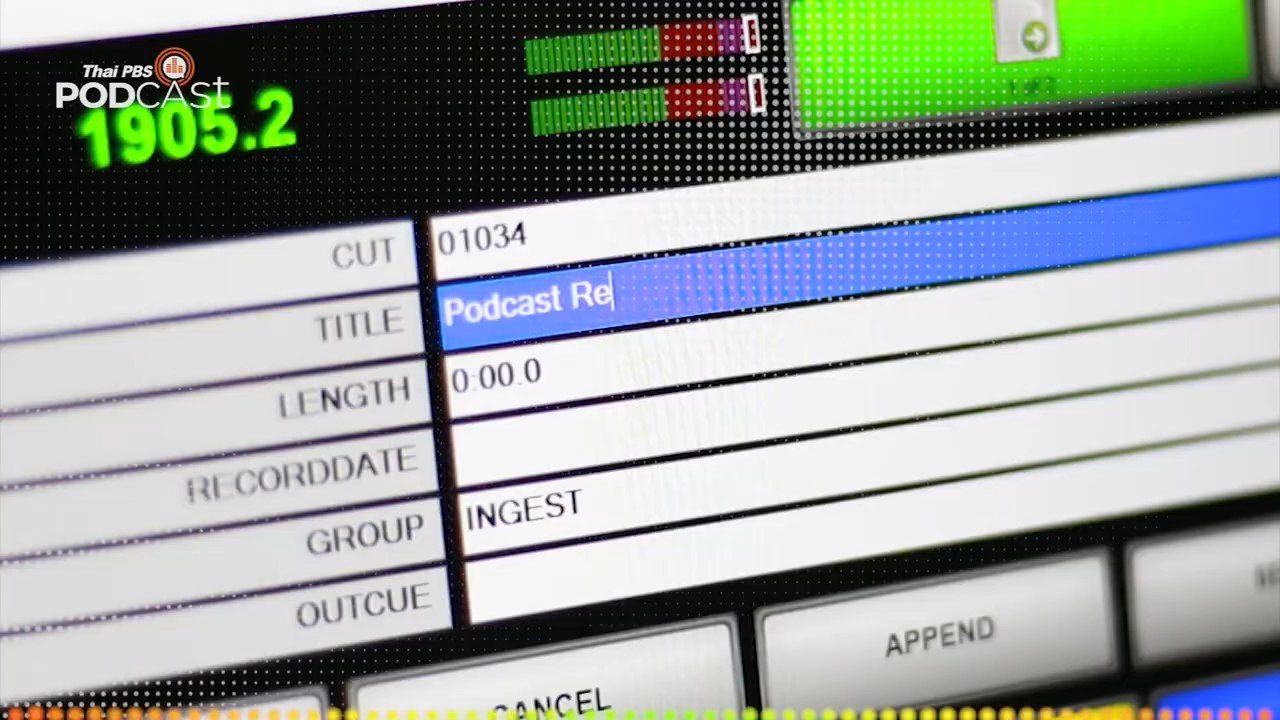 Thai PBS
PODCAST
1905.2
CUT 01034
TITLE Podcast Re
LENGTH 0:00.0
RECORDDATE
GROUP INGEST
OUTCUE
CANCEL
APPEND